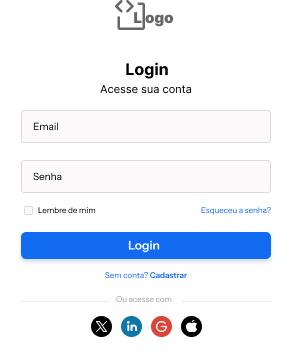 Logo
Login
Acesse sua conta
Email
Senha
Lembre de mim
Esqueceu a senha?
Login
Sem conta? Cadastrar
Ou acesse com